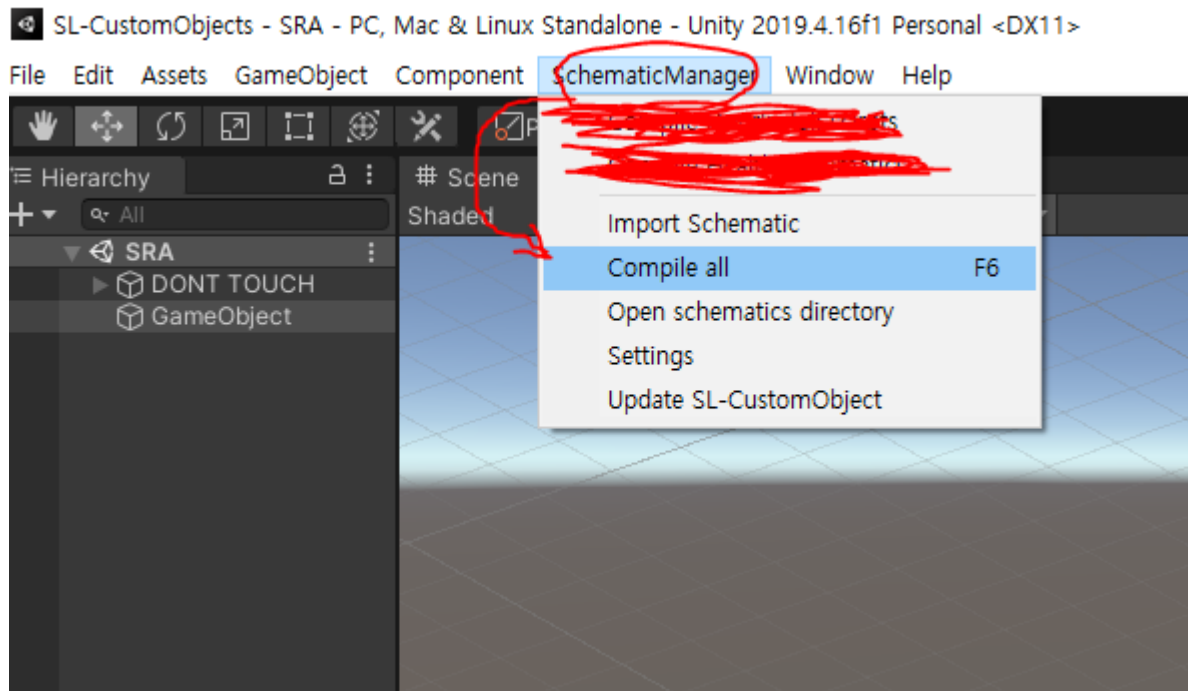 SL-CustomObjects - SRA - PC, Mac & Linux Standalone - Unity 2019.4.16f1 Personal <DX11>
File Edit Assets GameObject Component SchematicManager Window Help
Hierarchy
# Scene
All
Shaded
Import Schematic
SRA
Compile all F6
DONT TOUCH
Open schematics directory
GameObject
Settings
Update SL-CustomObject